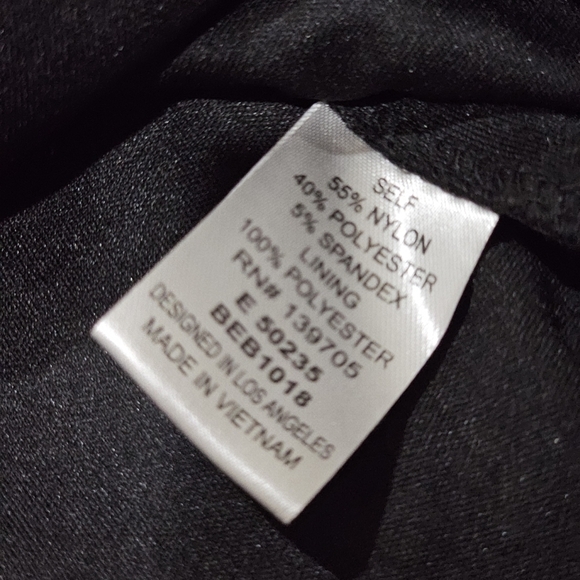 SELF
55% NYLON
40% POLYESTER
5% SPANDEX
LINING
100% POLYESTER
RN# 139705
E 50235
BEB1018
DESIGNED IN LOS ANGELES
MADE IN VIETNAM